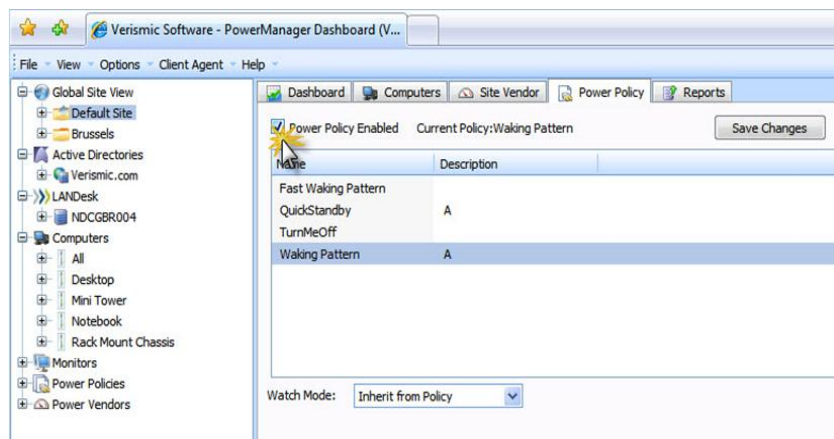 Verismic Software - PowerManager Dashboard (V...
File View Options Client Agent Help
Global Site View
Default Site
Brussels
Active Directories
Verismic.com
LANDesk
NDCGBR004
Computers
All
Desktop
Mini Tower
Notebook
Rack Mount Chassis
Monitors
Power Policies
Power Vendors
Dashboard Computers Site Vendor Power Policy Reports
Power Policy Enabled Current Policy:Waking Pattern Save Changes
Name Description
Fast Waking Pattern
QuickStandby A
TurnMeOff
Waking Pattern A
Watch Mode: Inherit from Policy